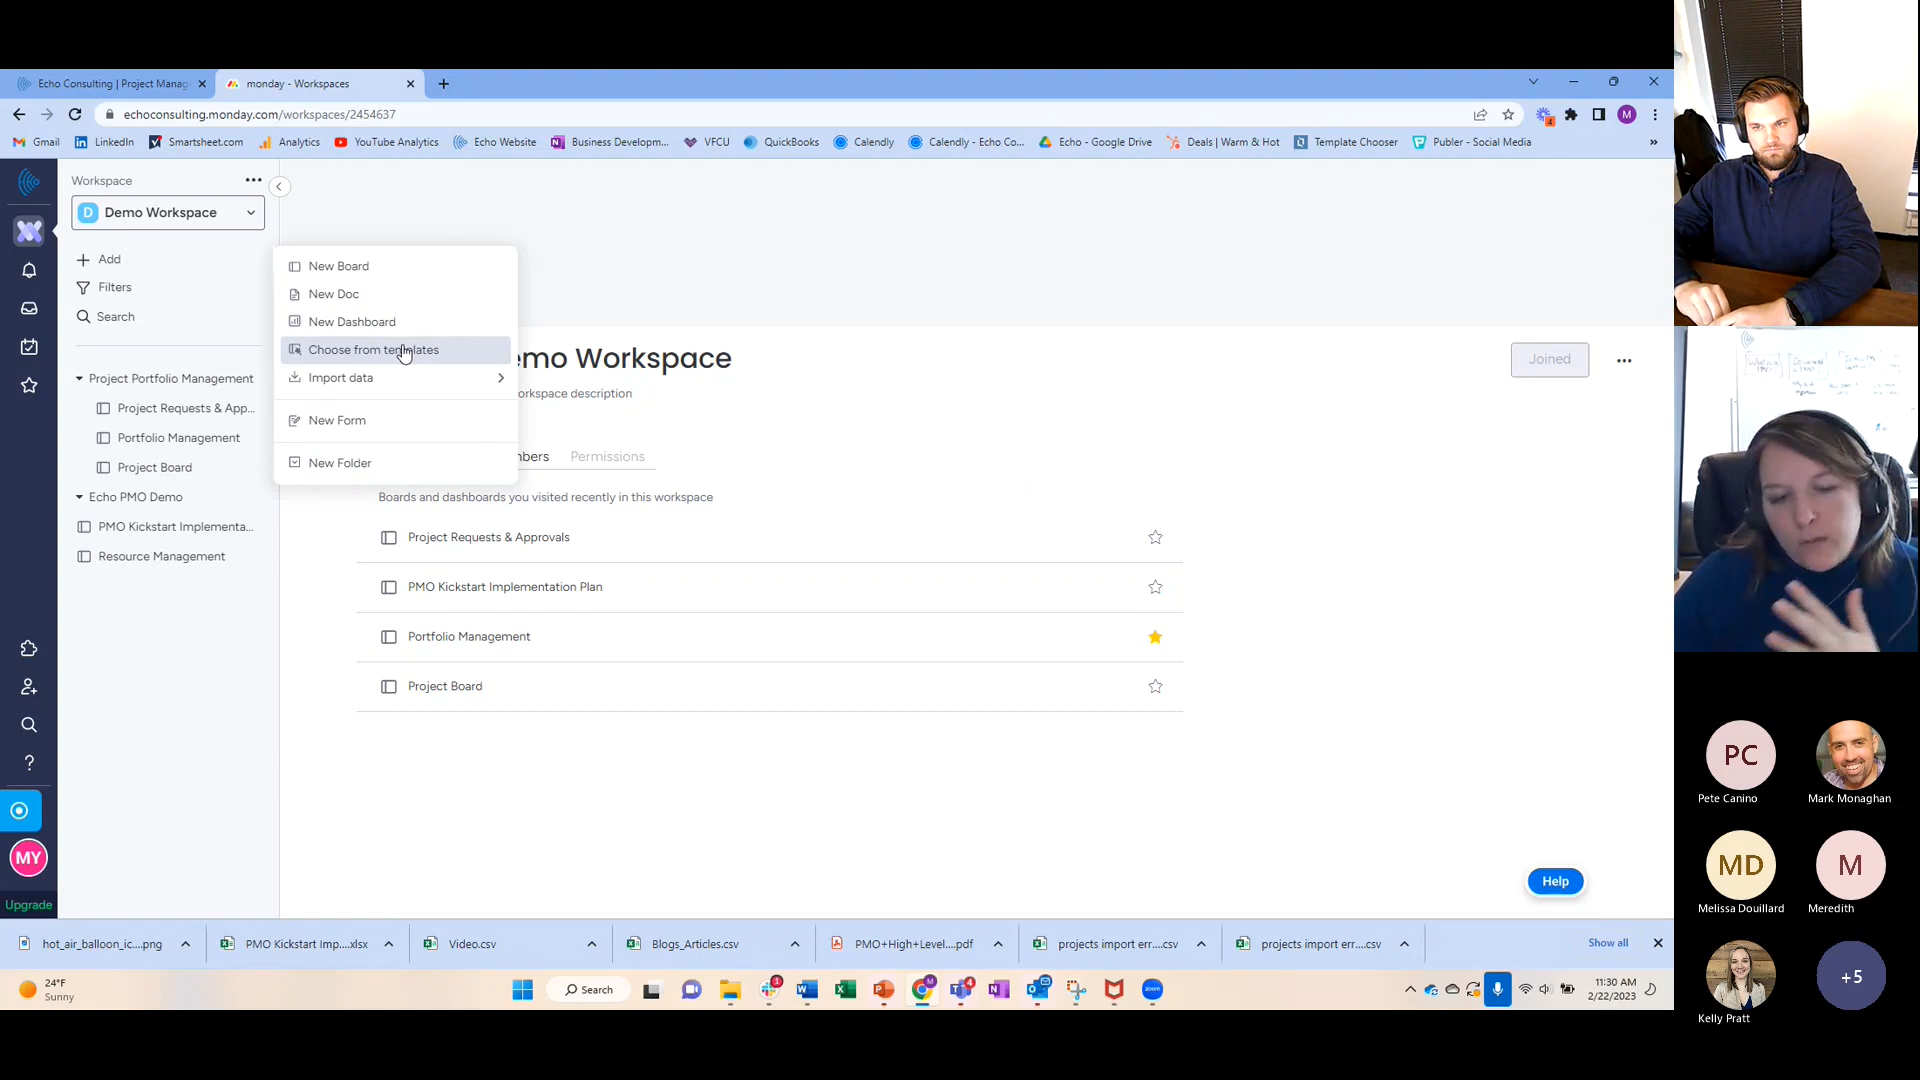 Echo Consulting | Project Manag
monday - Workspaces
echoconsulting.monday.com/workspaces/2454637
M
Gmail
LinkedIn
Smartsheet.com
Analytics
YouTube Analytics
Echo Website
Business Developm...
VFCU
QuickBooks
Calendly
Calendly - Echo Co...
Echo - Google Drive
Deals | Warm & Hot
Template Chooser
Publer - Social Media
»
Workspace
D Demo Workspace
Add
Filters
Search
Project Portfolio Management
Project Requests & App...
Portfolio Management
Project Board
Echo PMO Demo
PMO Kickstart Implementa...
Resource Management
MY
Upgrade
New Board
New Doc
New Dashboard
Choose from templates
Import data
New Form
New Folder
emo Workspace
orkspace description
Joined
nbers
Permissions
Boards and dashboards you visited recently in this workspace
Project Requests & Approvals
PMO Kickstart Implementation Plan
Portfolio Management
Project Board
Help
hot_air_balloon_ic....png
PMO Kickstart Imp....xlsx
Video.csv
Blogs_Articles.csv
PMO+High+Level....pdf
projects import err....csv
projects import err....csv
Show all
24°F
Sunny
Search
11:30 AM
2/22/2023
PC
Pete Canino
Mark Monaghan
MD
Melissa Douillard
M
Meredith
Kelly Pratt
+5